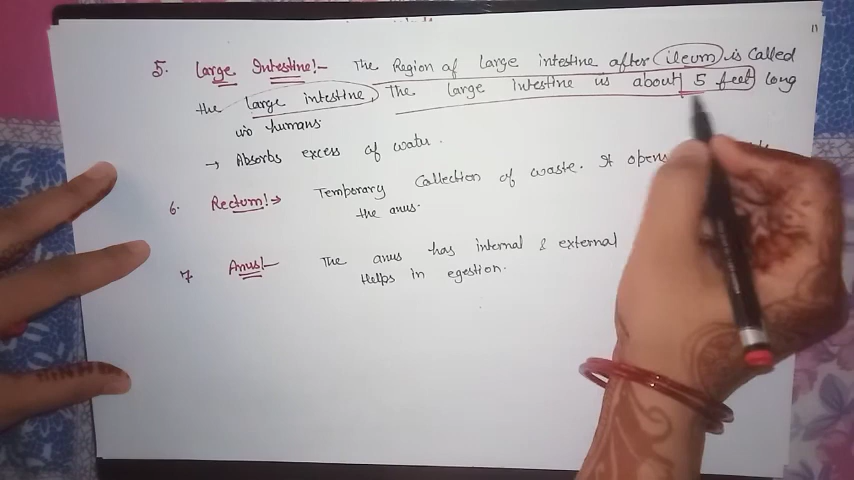 11
5. Large Intestine!- The Region of Large intestine after ileum is called
the large intestine, The large intestine is about 5 feet long
in humans
→ Absorbs excess of water.
6. Rectum!→ Temporary Collection of waste. It opens
the anus.
7 Anus!- The anus has internal & external
Helps in egestion.